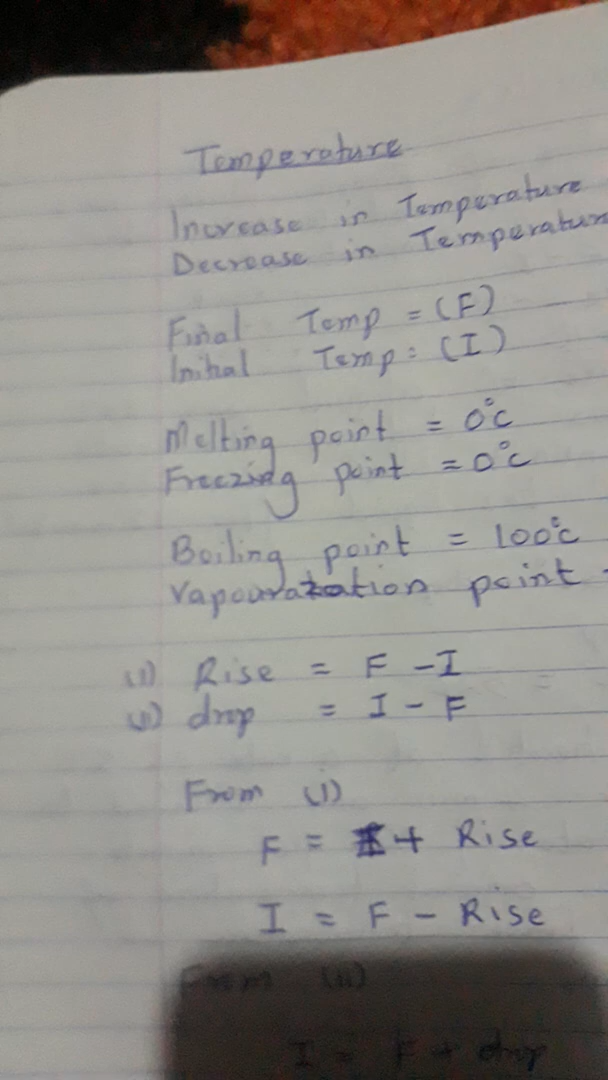 Temperature
Increase in Temperature
Decrease in Temperature
Final Temp = (F)
Initial Temp = (I)
Melting point = 0°c
Freezing point = 0°c
Boiling point = 100°c
Vapourazation point
(i) Rise = F - I
(ii) drop = I - F
From (i)
F = I + Rise
I = F - Rise
From (ii)
I = F + drop